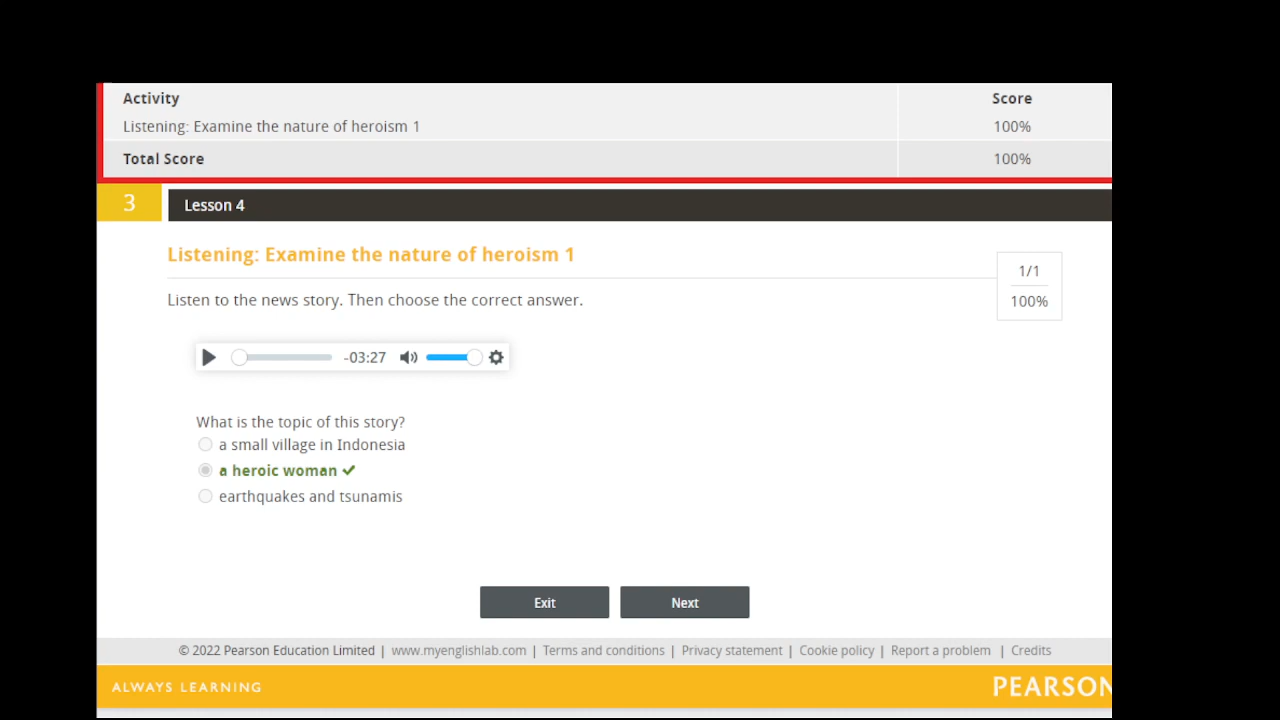 Activity Score
Listening: Examine the nature of heroism 1 100%
Total Score 100%
3 Lesson 4
Listening: Examine the nature of heroism 1
1/1
100%
Listen to the news story. Then choose the correct answer.
-03:27
What is the topic of this story?
a small village in Indonesia
a heroic woman
earthquakes and tsunamis
Exit Next
© 2022 Pearson Education Limited | www.myenglishlab.com | Terms and conditions | Privacy statement | Cookie policy | Report a problem | Credits
ALWAYS LEARNING PEARSON